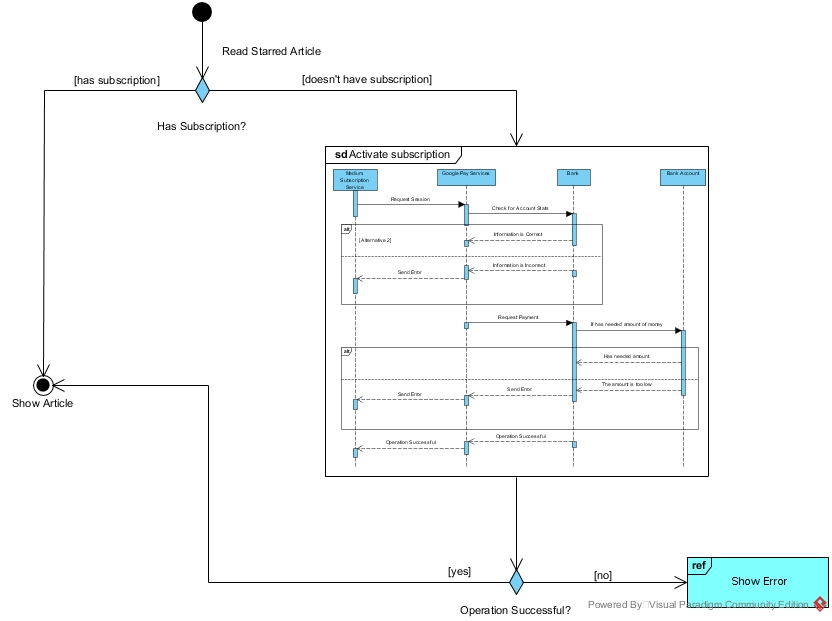 Read Starred Article
[has subscription]
[doesn't have subscription]
Has Subscription?
sd Activate subscription
Medium
Subscription
Service
Google Pay Services
Bank
Bank Account
Request Session
Check for Account Stats
alt
Information is Correct
[Alternative 2]
Information is Incorrect
Send Error
Request Payment
If has needed amount of money
alt
Has needed amount
The amount is too low
Send Error
Send Error
Operation Successful
Operation Successful
Show Article
[yes]
[no]
ref
Show Error
Operation Successful?
Powered By Visual Paradigm Community Edition